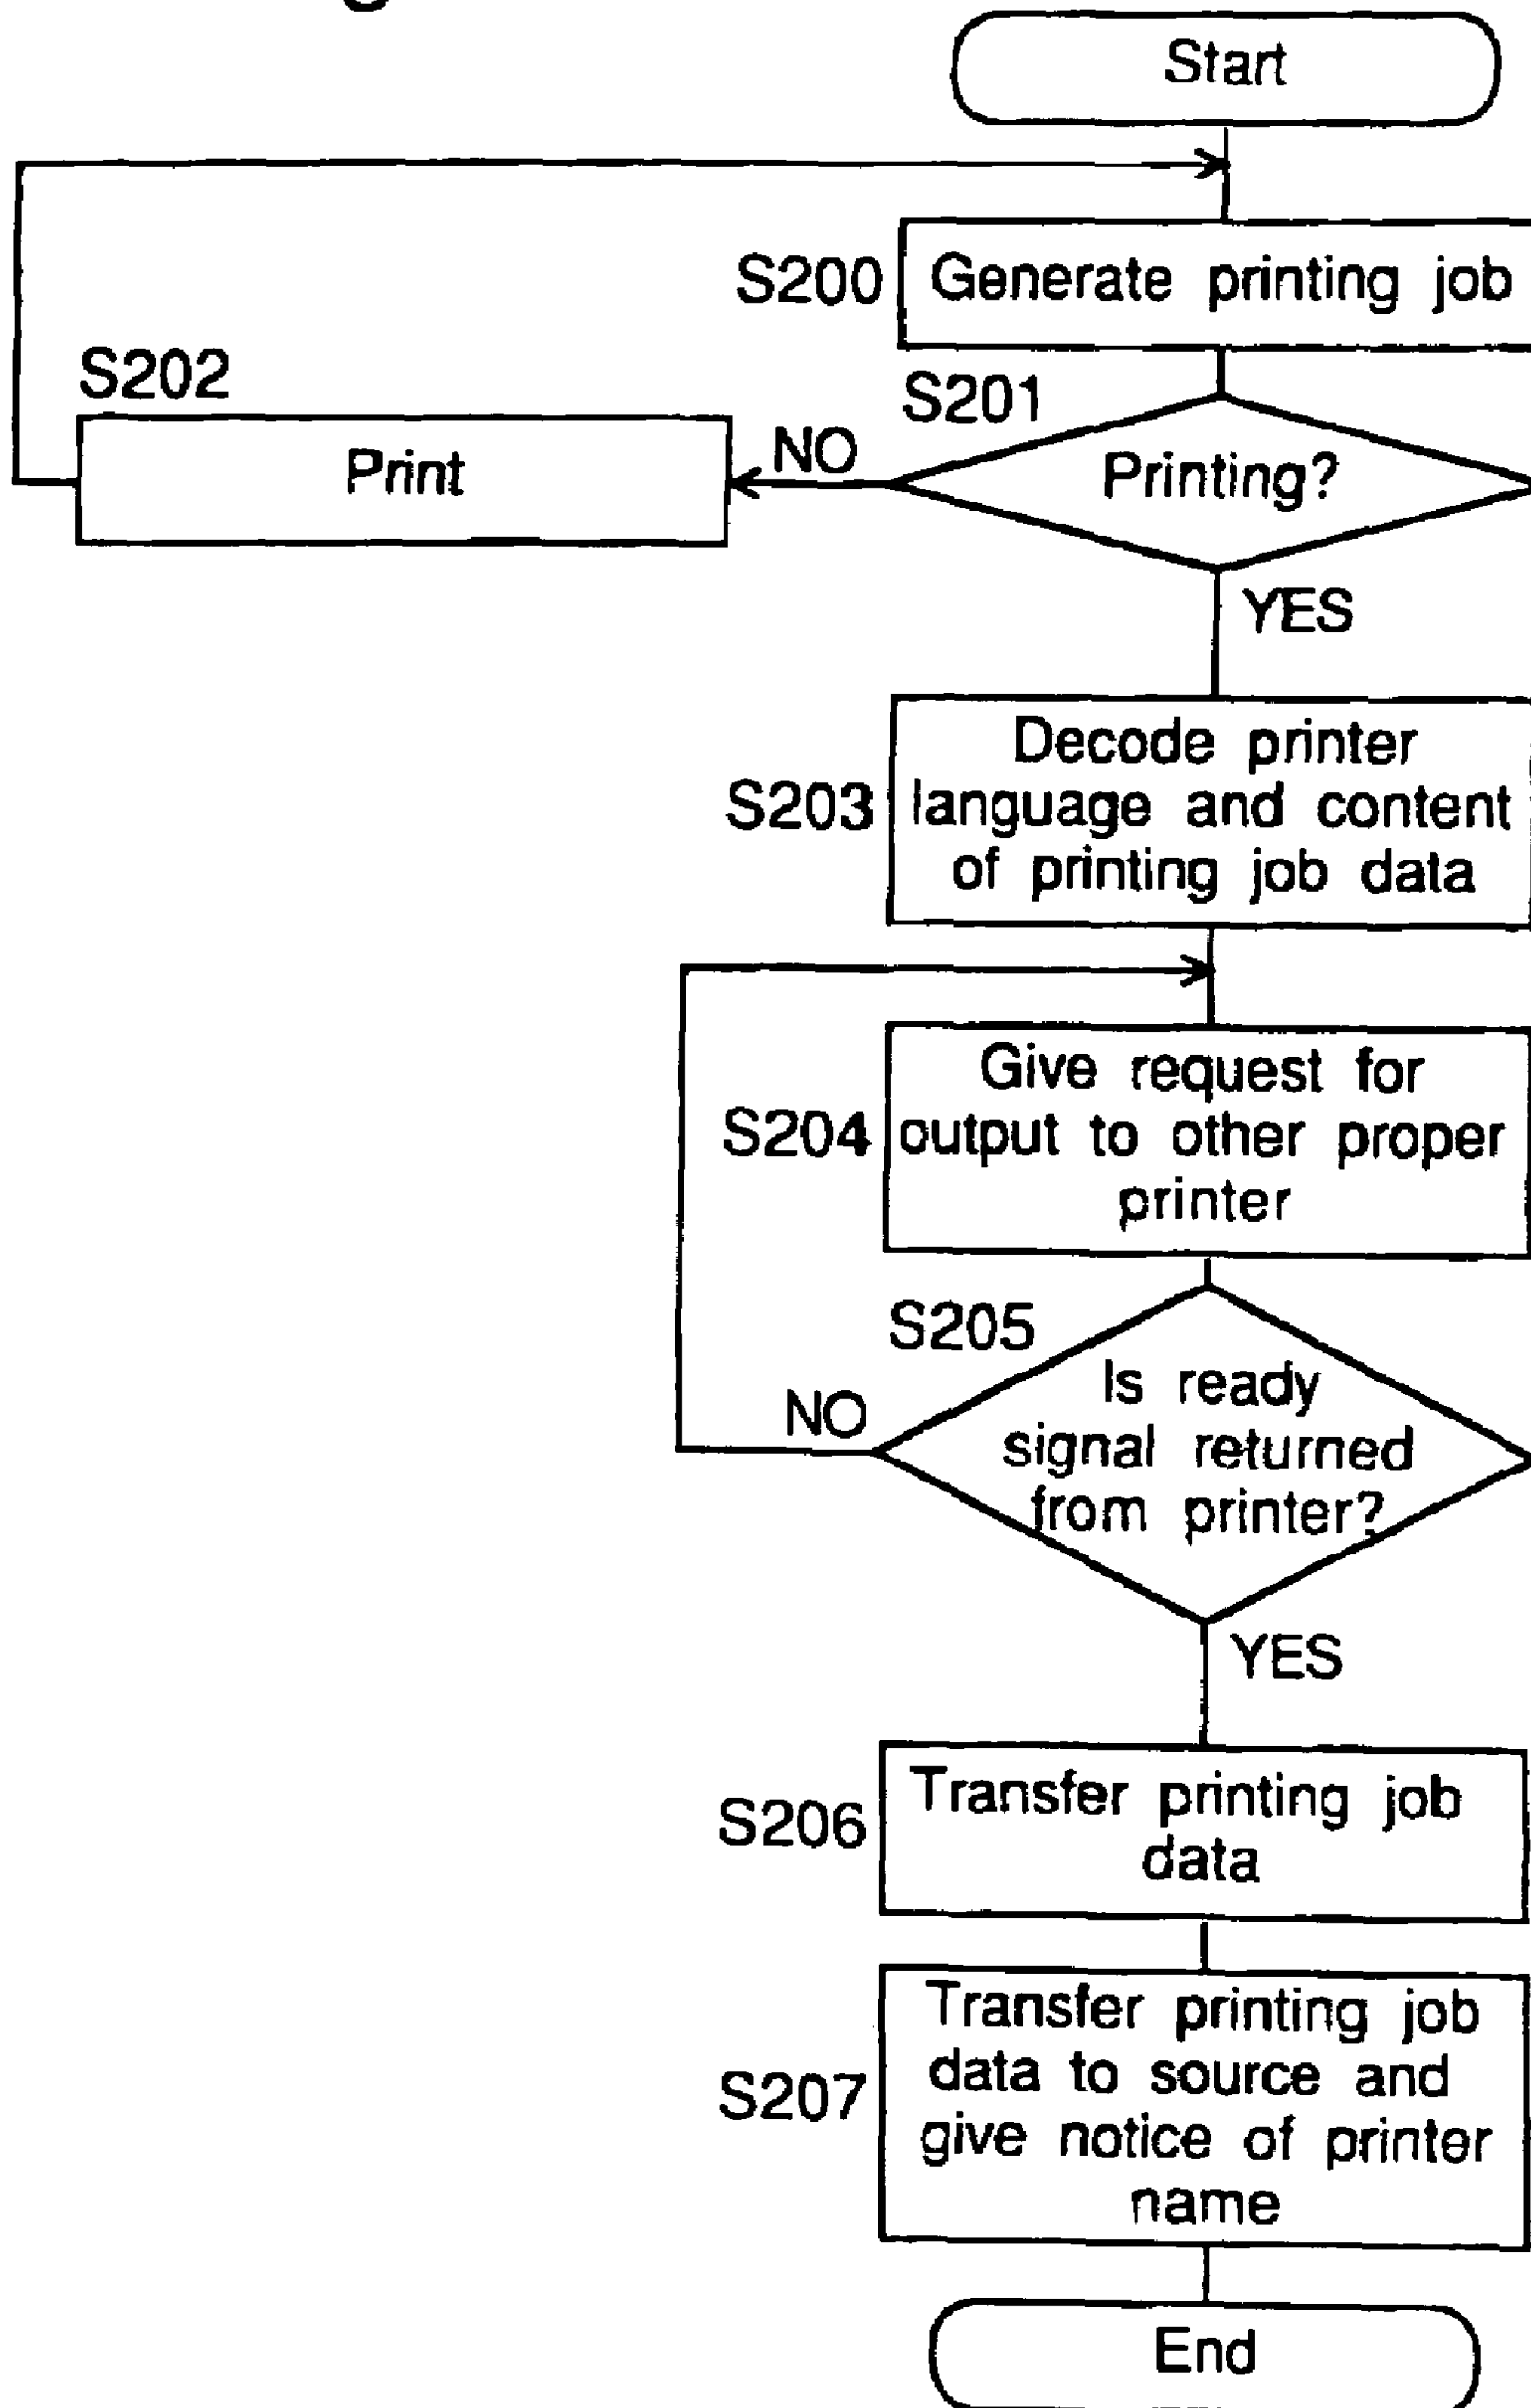 Start
S200
Generate printing job
S202
S201
Print
NO
Printing?
YES
S203
Decode printer
language and content
of printing job data
S204
Give request for
output to other proper
printer
S205
NO
Is ready
signal returned
from printer?
YES
S206
Transfer printing job
data
S207
Transfer printing job
data to source and
give notice of printer
name
End